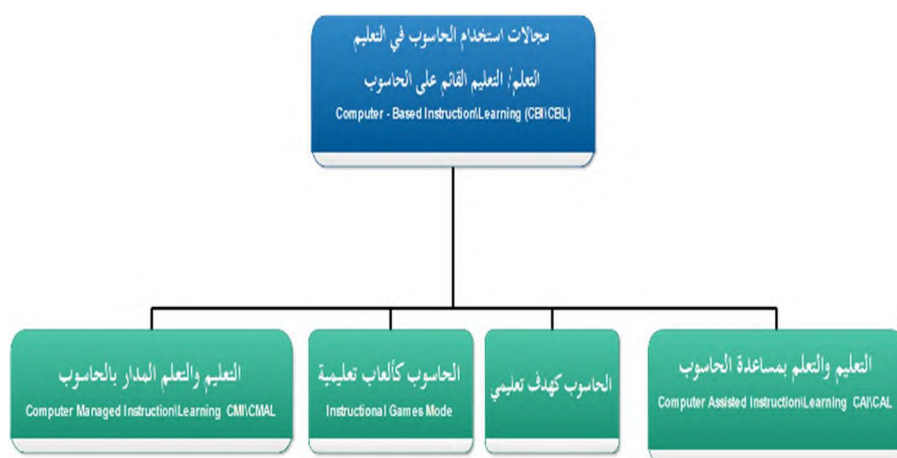 مجالات استخدام الحاسوب في التعليم
التعلم/ التعليم القائم على الحاسوب
Computer - Based Instruction\Learning (CBI\CBL)
التعليم والتعلم بمساعدة الحاسوب
Computer Assisted Instruction\Learning CAI\CAL
الحاسوب كهدف تعليمي
الحاسوب كألعاب تعليمية
Instructional Games Mode
التعليم والتعلم المدار بالحاسوب
Computer Managed Instruction\Learning CMI\CMAL